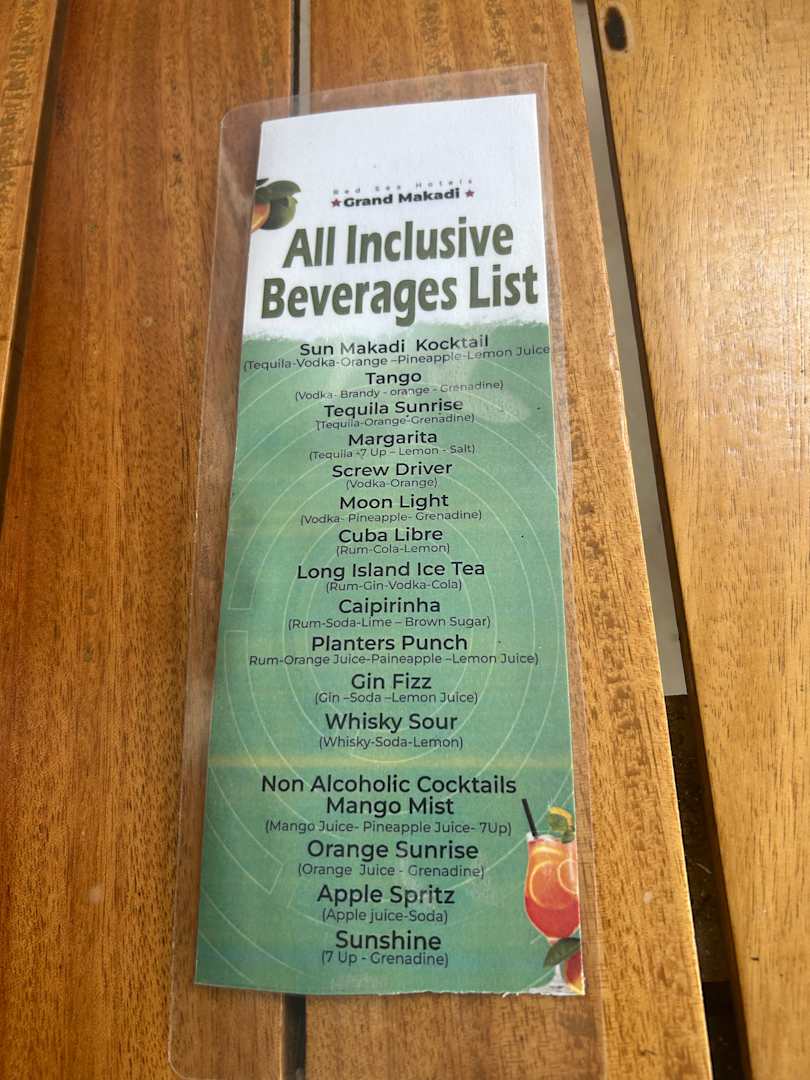 Red Sea Hotels
Grand Makadi
All Inclusive
Beverages List
Sun Makadi Kocktail
(Tequila-Vodka-Orange –Pineapple-Lemon Juice
Tango
(Vodka- Brandy - orange - Grenadine)
Tequila Sunrise
(Tequila-Orange-Grenadine)
Margarita
(Tequila -7 Up – Lemon - Salt)
Screw Driver
(Vodka-Orange)
Moon Light
(Vodka- Pineapple- Grenadine)
Cuba Libre
(Rum-Cola-Lemon)
Long Island Ice Tea
(Rum-Gin-Vodka-Cola)
Caipirinha
(Rum-Soda-Lime – Brown Sugar)
Planters Punch
Rum-Orange Juice-Paineapple –Lemon Juice)
Gin Fizz
(Gin –Soda –Lemon Juice)
Whisky Sour
(Whisky-Soda-Lemon)
Non Alcoholic Cocktails
Mango Mist
(Mango Juice- Pineapple Juice- 7Up)
Orange Sunrise
(Orange Juice - Grenadine)
Apple Spritz
(Apple juice-Soda)
Sunshine
(7 Up - Grenadine)